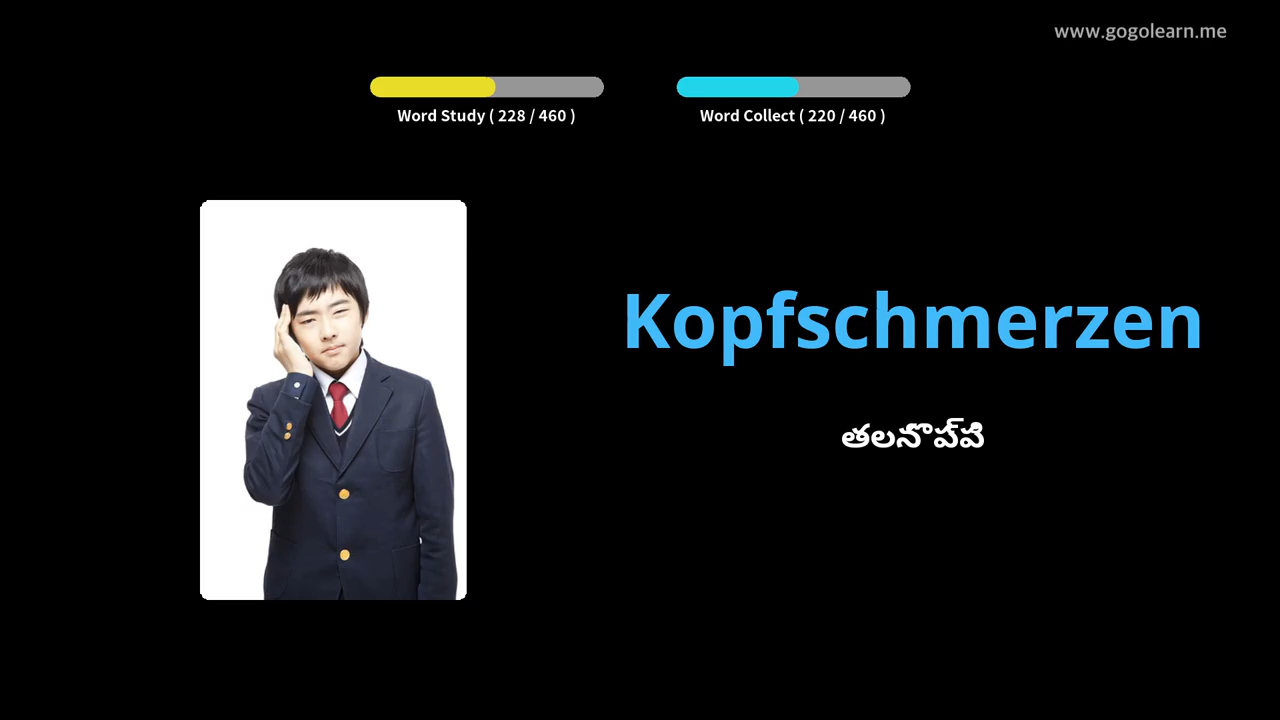 www.gogolearn.me
Word Study ( 228 / 460 )
Word Collect ( 220 / 460 )
Kopfschmerzen
తలనొప్పి